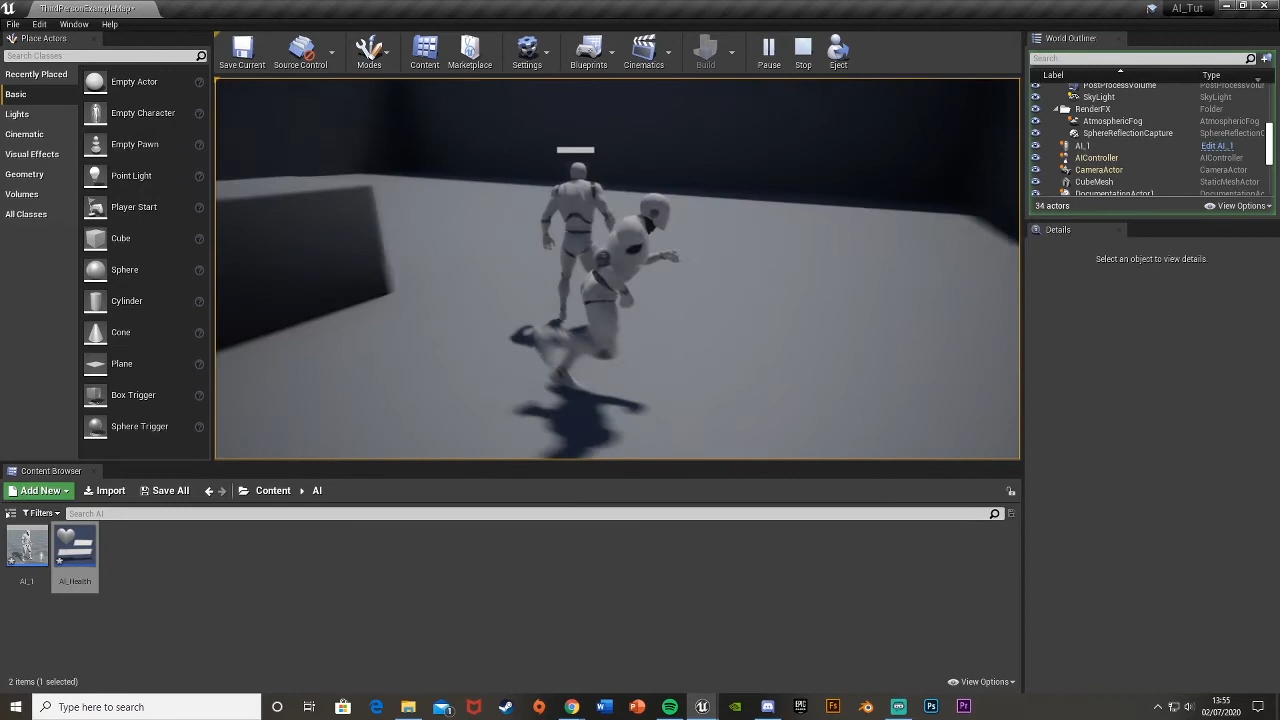 ThirdPersonExampleMap*
AI_Tut
File Edit Window Help
Place Actors
Search Classes
Recently Placed
Basic
Lights
Cinematic
Visual Effects
Geometry
Volumes
All Classes
Empty Actor
Empty Character
Empty Pawn
Point Light
Player Start
Cube
Sphere
Cylinder
Cone
Plane
Box Trigger
Sphere Trigger
Save Current
Source Control
Modes
Content
Marketplace
Settings
Blueprints
Cinematics
Build
Pause
Stop
Eject
World Outliner
Search
Label Type
PostProcessVolume PostProcessVolu
SkyLight SkyLight
RenderFX Folder
AtmosphericFog AtmosphericFog
SphereReflectionCapture SphereReflectionC
AI_1 Edit AI_1
AIController AIController
CameraActor CameraActor
CubeMesh StaticMeshActor
34 actors View Options
Details
Select an object to view details.
Content Browser
Add New Import Save All Content AI
Filters Search AI
AI_1
AI_Health
2 items (1 selected) View Options
Type here to search
13:55
02/07/2020